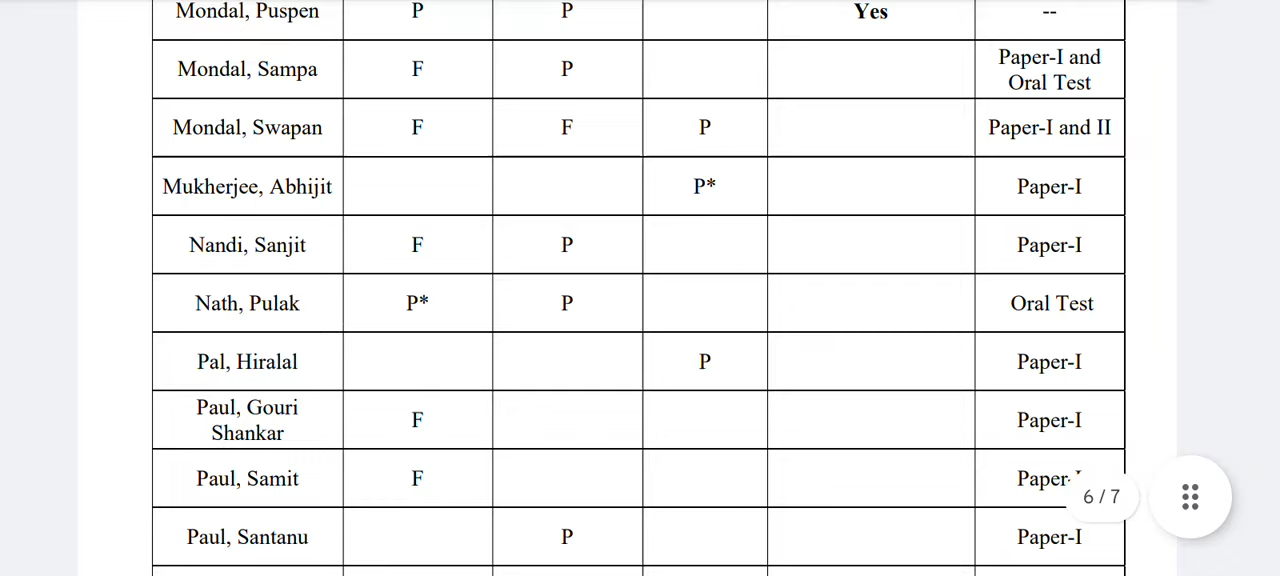 Mondal, Puspen P P Yes --
Mondal, Sampa F P Paper-I and
Oral Test
Mondal, Swapan F F P Paper-I and II
Mukherjee, Abhijit P* Paper-I
Nandi, Sanjit F P Paper-I
Nath, Pulak P* P Oral Test
Pal, Hiralal P Paper-I
Paul, Gouri
Shankar F Paper-I
Paul, Samit F Paper-
6 / 7
Paul, Santanu P Paper-I